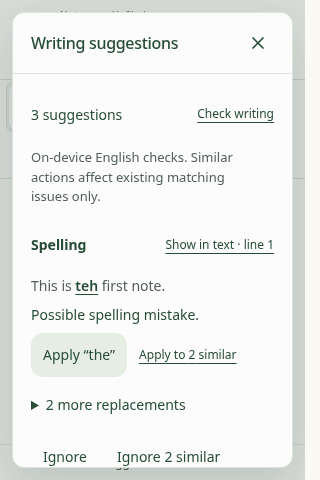 Writing suggestions
3 suggestions
Check writing
On-device English checks. Similar
actions affect existing matching
issues only.
Spelling
Show in text · line 1
This is teh first note.
Possible spelling mistake.
Apply “the”
Apply to 2 similar
2 more replacements
Ignore
Ignore 2 similar